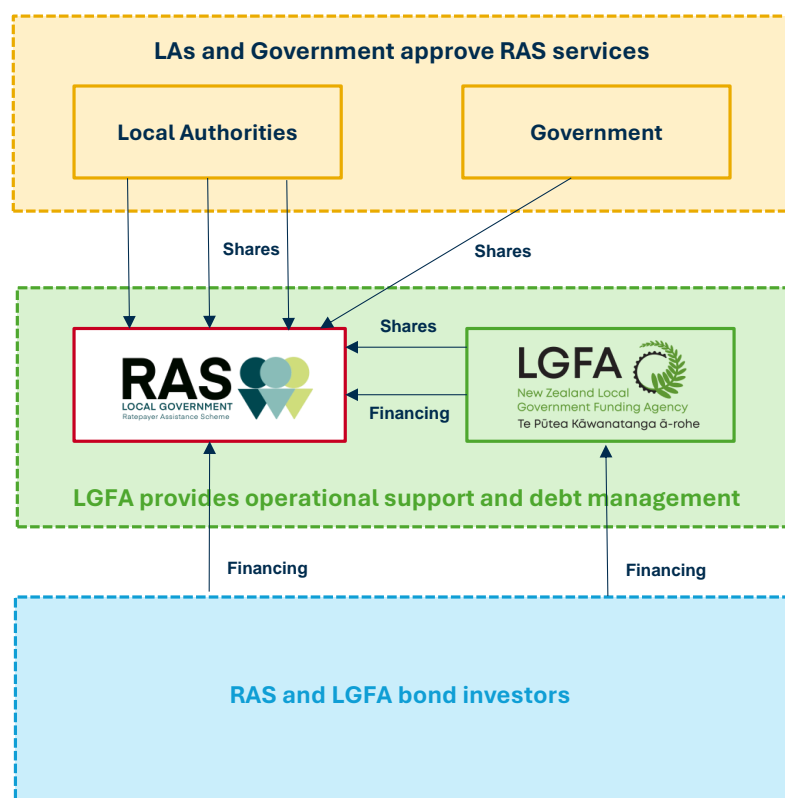 LAs and Government approve RAS services
Local Authorities
Government
Shares
Shares
Shares
RAS
LOCAL GOVERNMENT
Ratepayer Assistance Scheme
Financing
LGFA
New Zealand Local
Government Funding Agency
Te Pūtea Kāwanatanga ā-rohe
LGFA provides operational support and debt management
Financing
Financing
RAS and LGFA bond investors